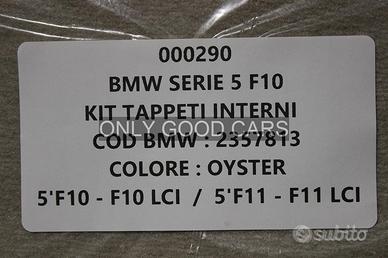 000290
BMW SERIE 5 F10
KIT TAPPETI INTERNI
ONLY GOOD CARS
COD BMW : 2357813
COLORE : OYSTER
5'F10 - F10 LCI / 5'F11 - F11 LCI
subito